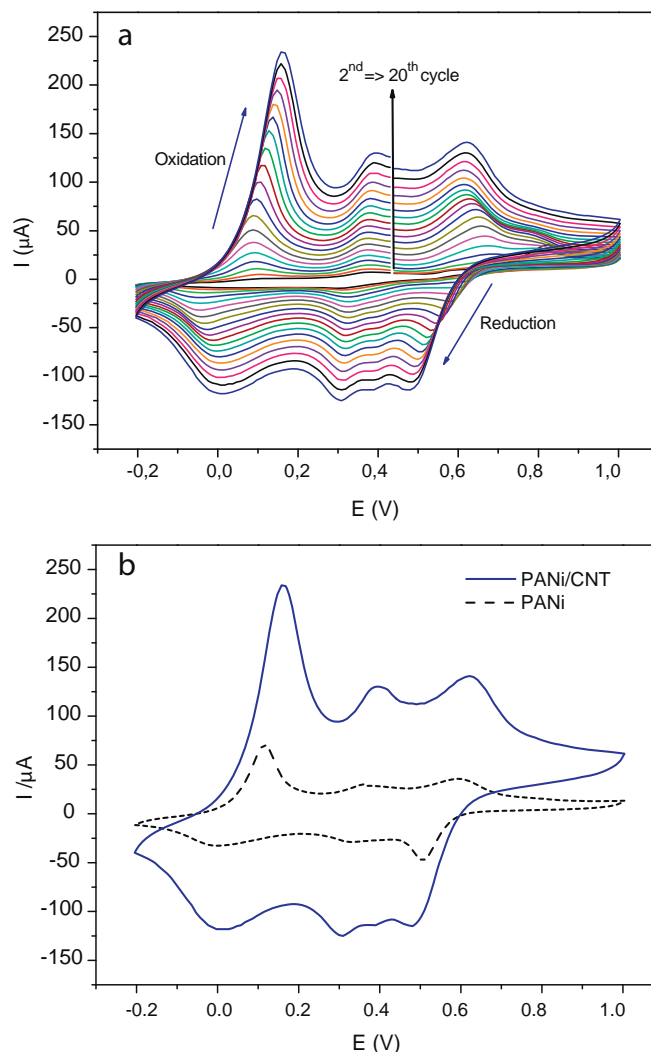 a
250
200
150
100
50
0
-50
-100
-150
I (µA)
2nd => 20th cycle
Oxidation
Reduction
-0,2 0,0 0,2 0,4 0,6 0,8 1,0
E (V)
b
250
200
150
100
50
0
-50
-100
-150
I /µA
PANi/CNT
PANi
-0.2 0.0 0.2 0.4 0.6 0.8 1.0
E (V)